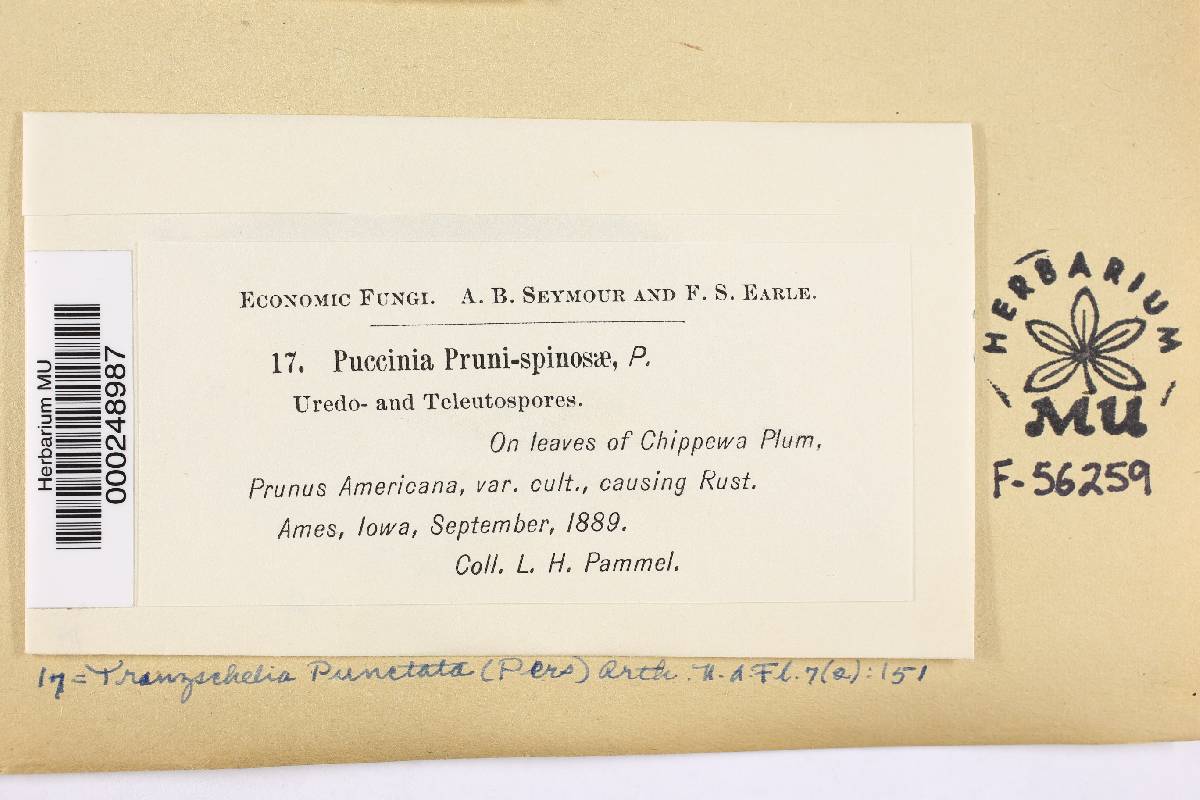 Economic Fungi. A. B. Seymour and F. S. Earle.
17. Puccinia Pruni-spinosæ, P.
Uredo- and Teleutospores.
On leaves of Chippewa Plum,
Prunus Americana, var. cult., causing Rust.
Ames, Iowa, September, 1889.
Coll. L. H. Pammel.
Herbarium MU
000248987
HERBARIUM
MU
F-56259
17 = Tranzschelia Punctata (Pers) Arth. N. A. Fl. 7(2):151